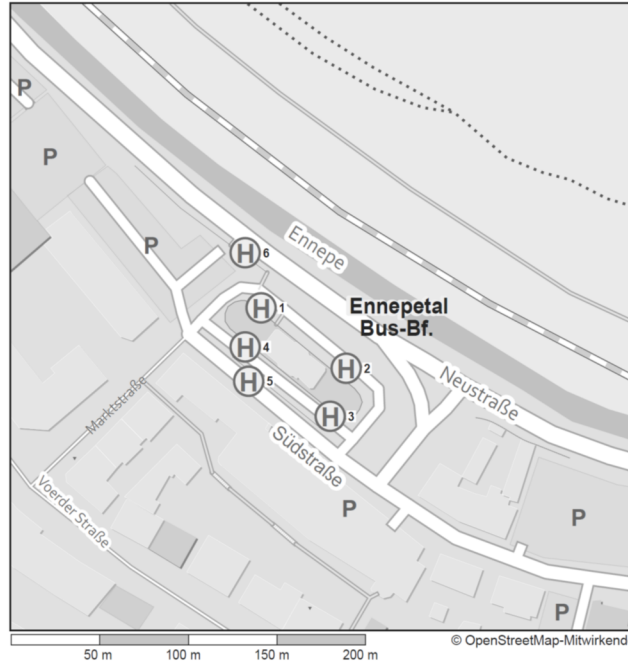 P
P
P
Ennepe
H 6
H 1
Ennepetal
Bus-Bf.
H 4
H 2
H 5
Neustraße
Marktstraße
H 3
Südstraße
Voerder Straße
P
P
P
50 m 100 m 150 m 200 m
© OpenStreetMap-Mitwirkend